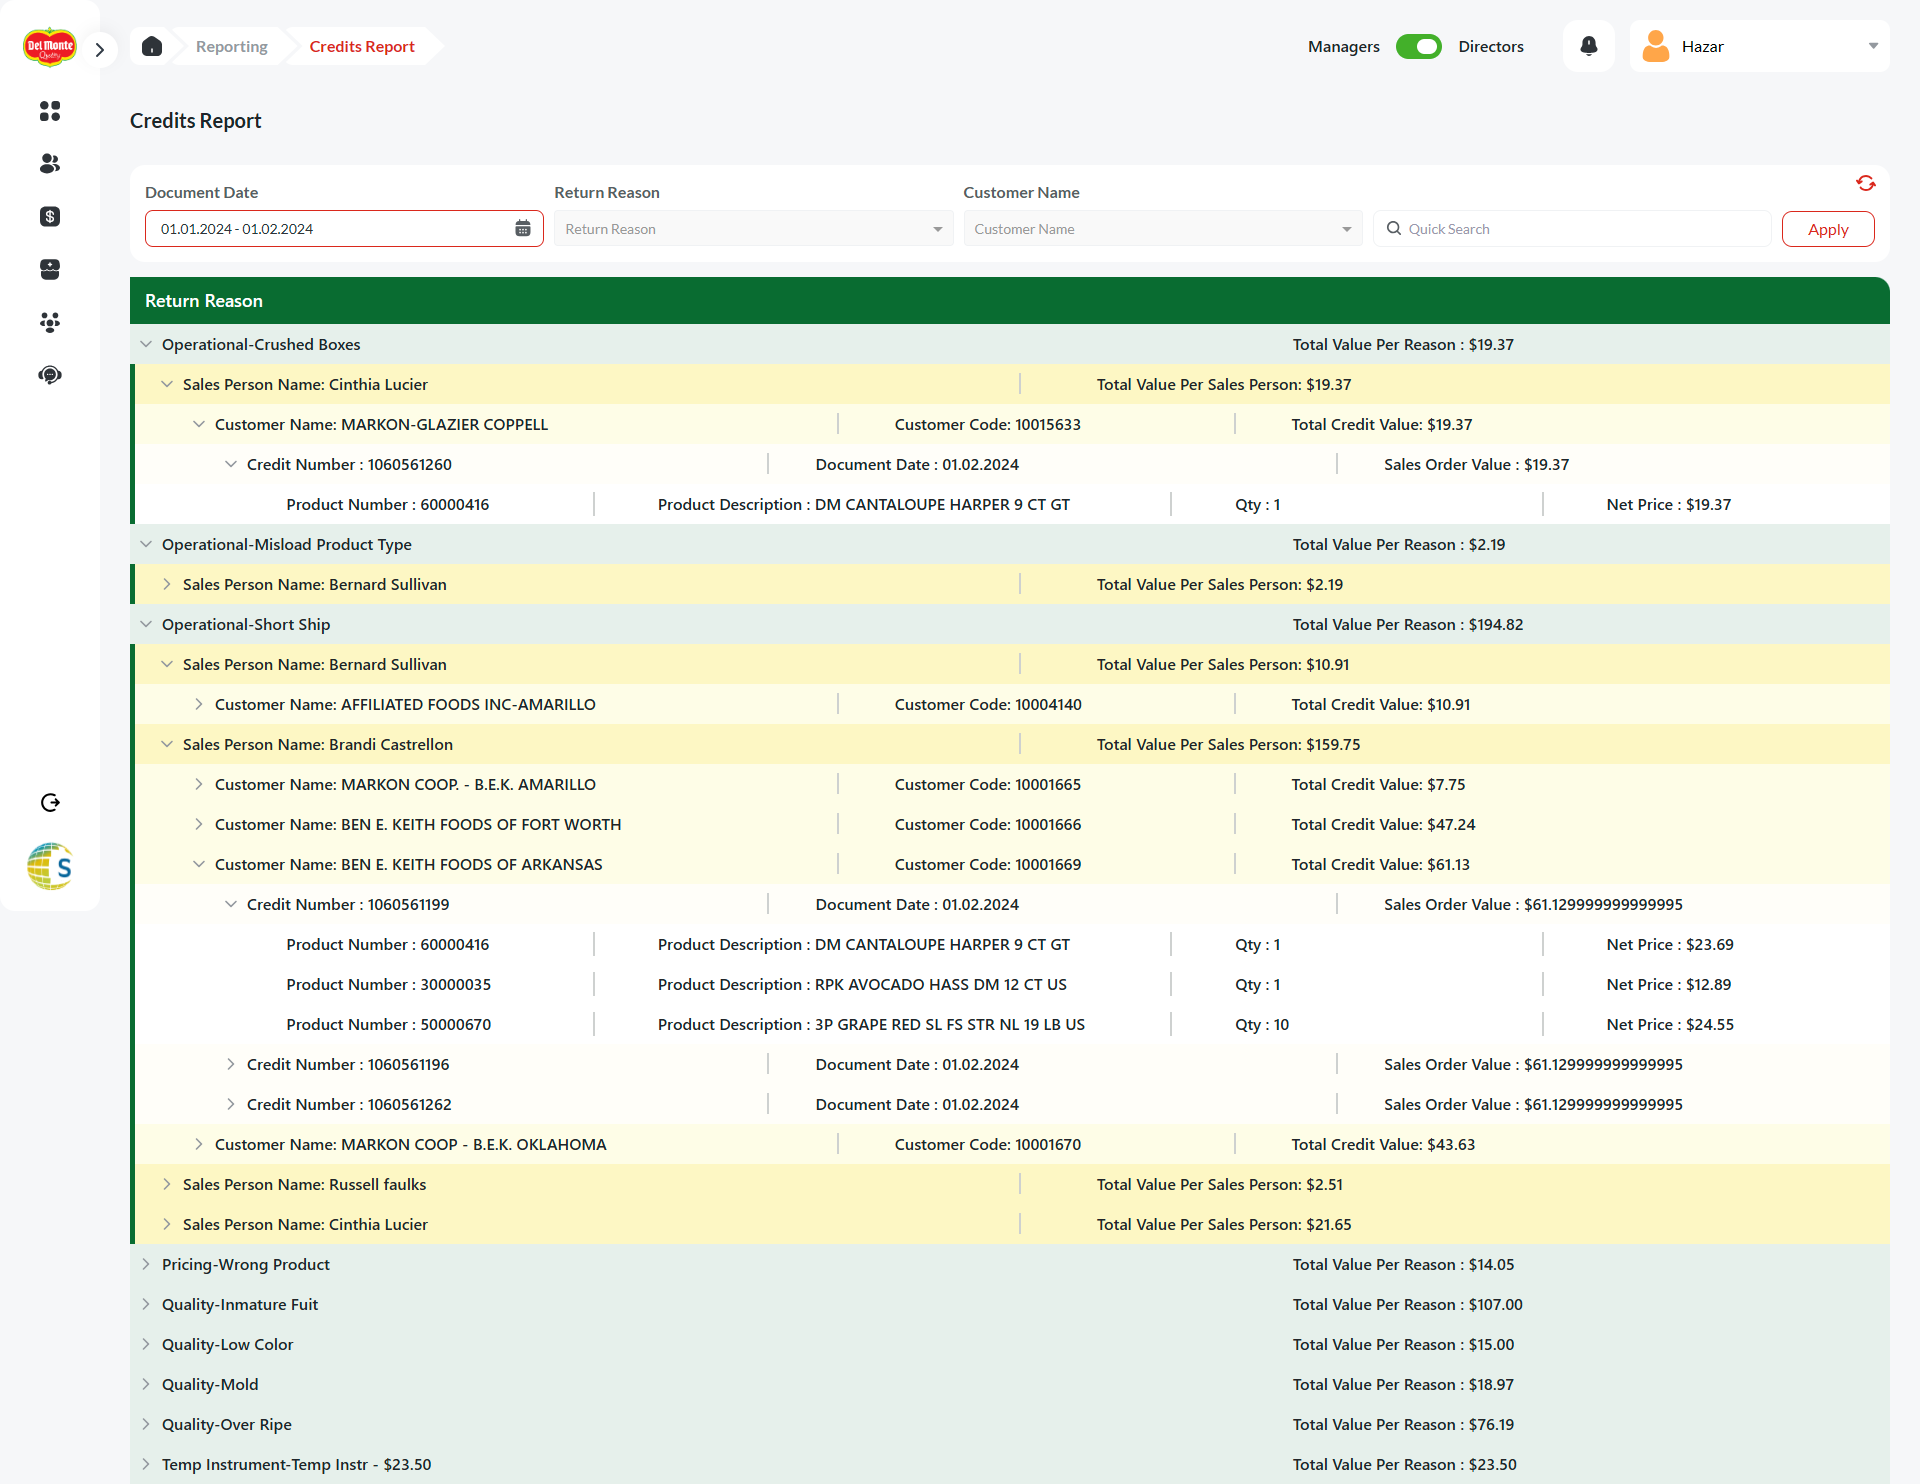 Del Monte
Quality
Reporting
Credits Report
Managers
Directors
Hazar
Credits Report
Document Date
Return Reason
Customer Name
01.01.2024 - 01.02.2024
Return Reason
Customer Name
Quick Search
Apply
Return Reason
Operational-Crushed Boxes Total Value Per Reason : $19.37
Sales Person Name: Cinthia Lucier Total Value Per Sales Person: $19.37
Customer Name: MARKON-GLAZIER COPPELL Customer Code: 10015633 Total Credit Value: $19.37
Credit Number : 1060561260 Document Date : 01.02.2024 Sales Order Value : $19.37
Product Number : 60000416 Product Description : DM CANTALOUPE HARPER 9 CT GT Qty : 1 Net Price : $19.37
Operational-Misload Product Type Total Value Per Reason : $2.19
Sales Person Name: Bernard Sullivan Total Value Per Sales Person: $2.19
Operational-Short Ship Total Value Per Reason : $194.82
Sales Person Name: Bernard Sullivan Total Value Per Sales Person: $10.91
Customer Name: AFFILIATED FOODS INC-AMARILLO Customer Code: 10004140 Total Credit Value: $10.91
Sales Person Name: Brandi Castrellon Total Value Per Sales Person: $159.75
Customer Name: MARKON COOP. - B.E.K. AMARILLO Customer Code: 10001665 Total Credit Value: $7.75
Customer Name: BEN E. KEITH FOODS OF FORT WORTH Customer Code: 10001666 Total Credit Value: $47.24
Customer Name: BEN E. KEITH FOODS OF ARKANSAS Customer Code: 10001669 Total Credit Value: $61.13
Credit Number : 1060561199 Document Date : 01.02.2024 Sales Order Value : $61.129999999999995
Product Number : 60000416 Product Description : DM CANTALOUPE HARPER 9 CT GT Qty : 1 Net Price : $23.69
Product Number : 30000035 Product Description : RPK AVOCADO HASS DM 12 CT US Qty : 1 Net Price : $12.89
Product Number : 50000670 Product Description : 3P GRAPE RED SL FS STR NL 19 LB US Qty : 10 Net Price : $24.55
Credit Number : 1060561196 Document Date : 01.02.2024 Sales Order Value : $61.129999999999995
Credit Number : 1060561262 Document Date : 01.02.2024 Sales Order Value : $61.129999999999995
Customer Name: MARKON COOP - B.E.K. OKLAHOMA Customer Code: 10001670 Total Credit Value: $43.63
Sales Person Name: Russell faulks Total Value Per Sales Person: $2.51
Sales Person Name: Cinthia Lucier Total Value Per Sales Person: $21.65
Pricing-Wrong Product Total Value Per Reason : $14.05
Quality-Inmature Fuit Total Value Per Reason : $107.00
Quality-Low Color Total Value Per Reason : $15.00
Quality-Mold Total Value Per Reason : $18.97
Quality-Over Ripe Total Value Per Reason : $76.19
Temp Instrument-Temp Instr - $23.50 Total Value Per Reason : $23.50
S